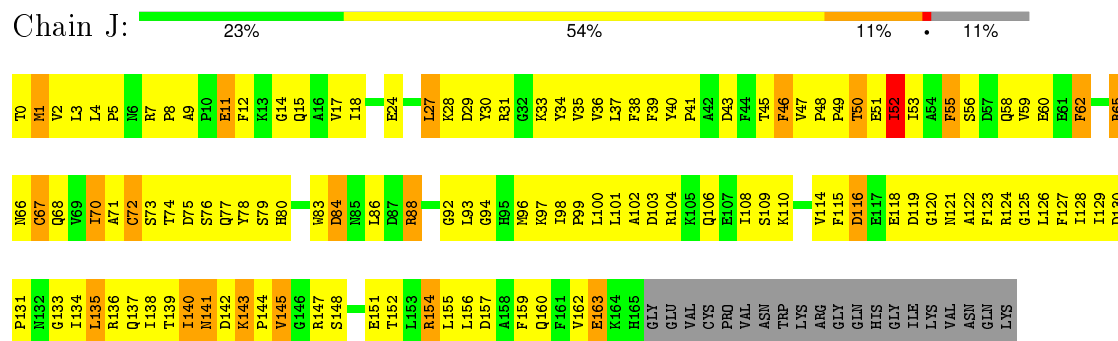 Chain J:
23% 54% 11% • 11%
T0 M1 V2 L3 L4 P5 N6 R7 P8 A9 P10 E11 F12 K13 G14 Q15 A16 V17 I18 E24 L27 K28 D29 Y30 R31 G32 K33 Y34 V35 V36 L37 F38 F39 Y40 P41 A42 D43 F44 T45 F46 V47 P48 P49 T50 E51 I52 I53 A54 F55 S56 D57 Q58 V59 E60 E61 F62 R65
N66 C67 Q68 V69 I70 A71 C72 S73 T74 D75 S76 Q77 Y78 S79 H80 W83 D84 N85 L86 D87 R88 G92 L93 G94 H95 M96 K97 I98 P99 L100 L101 A102 D103 R104 K105 Q106 E107 I108 S109 K110 V114 F115 D116 E117 E118 D119 G120 N121 A122 F123 R124 G125 L126 F127 I128 I129 D130
P131 N132 G133 I134 L135 R136 Q137 I138 T139 I140 N141 D142 K143 P144 V145 G146 R147 S148 E151 T152 L153 R154 L155 L156 D157 A158 F159 Q160 F161 V162 E163 K164 H165 GLY GLU VAL CYS PRO VAL ASN TRP LYS ARG GLY GLN HIS GLY ILE LYS VAL ASN GLN LYS